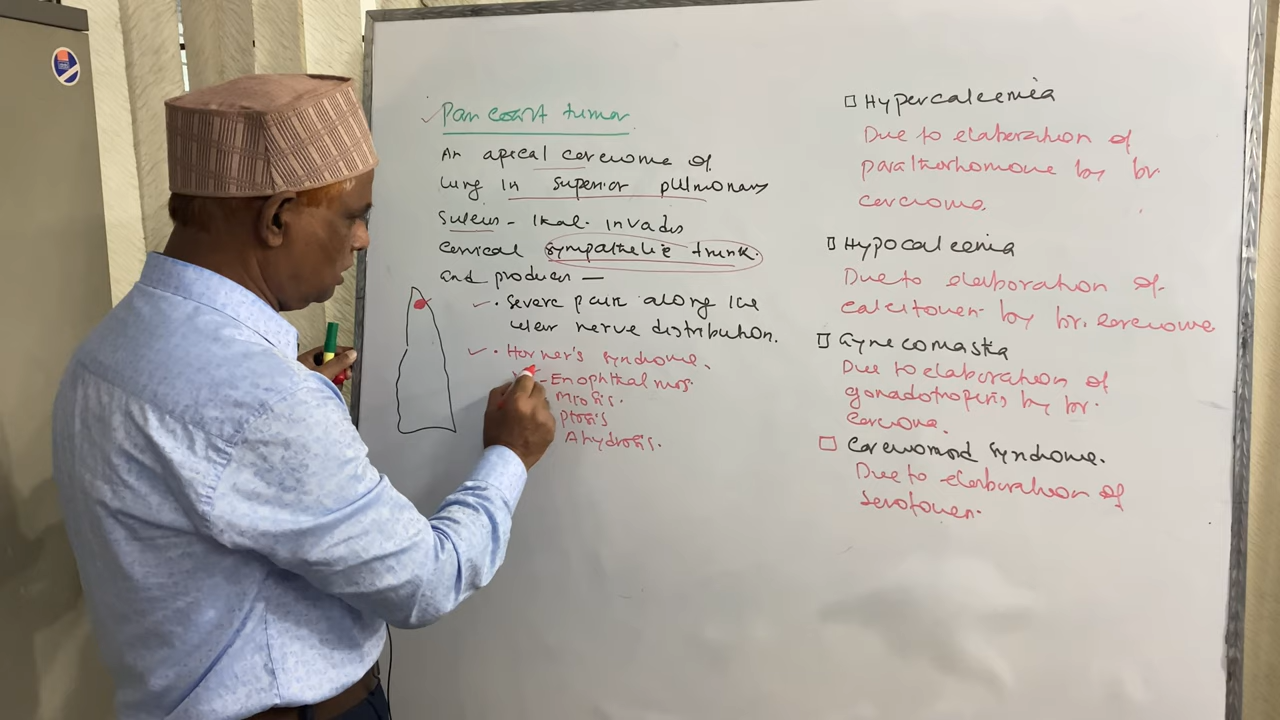 Pancoast tumor
An apical carcinoma of
lung in superior pulmonary
sulcus - that invades
cervical sympathetic trunk.
and produces —
• Severe pain along the
ulnar nerve distribution.
• Horner's syndrome.
- Enophthalmos.
Miosis.
Ptosis
Ahydrosis.
Hypercalcemia
Due to elaboration of
parathormone by br.
carcinoma.
Hypocalcemia
Due to elaboration of
calcitonin by br. carcinoma
Gynecomastia
Due to elaboration of
gonadotropins by br.
carcinoma.
Carcinoid syndrome.
Due to elaboration of
serotonin.